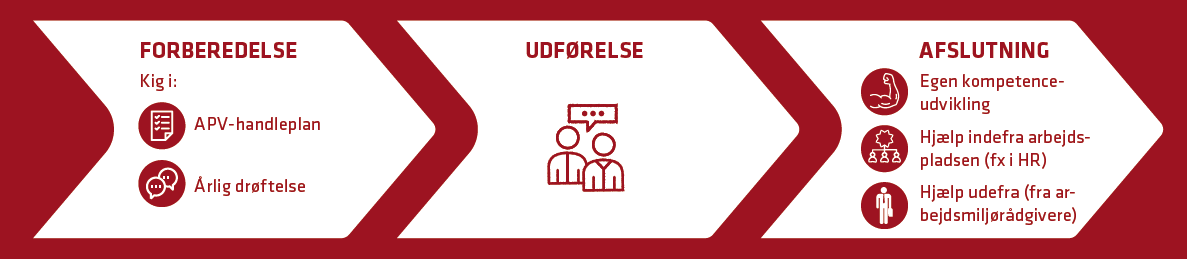 FORBEREDELSE
Kig i:
APV-handleplan
Årlig drøftelse
UDFØRELSE
AFSLUTNING
Egen kompetence-
udvikling
Hjælp indefra arbejds-
pladsen (fx i HR)
Hjælp udefra (fra ar-
bejdsmiljørådgivere)